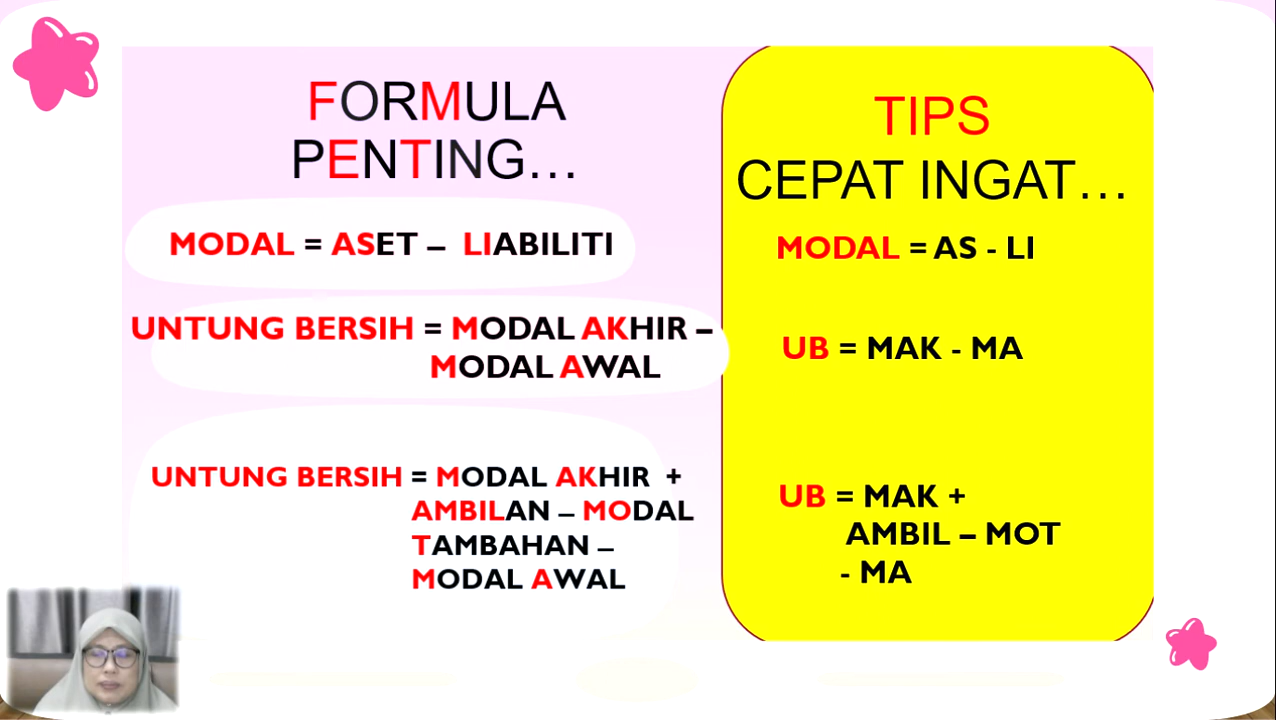 FORMULA
PENTING...
MODAL = ASET – LIABILITI
UNTUNG BERSIH = MODAL AKHIR –
MODAL AWAL
UNTUNG BERSIH = MODAL AKHIR +
AMBILAN – MODAL
TAMBAHAN –
MODAL AWAL
TIPS
CEPAT INGAT...
MODAL = AS - LI
UB = MAK - MA
UB = MAK +
AMBIL – MOT
- MA